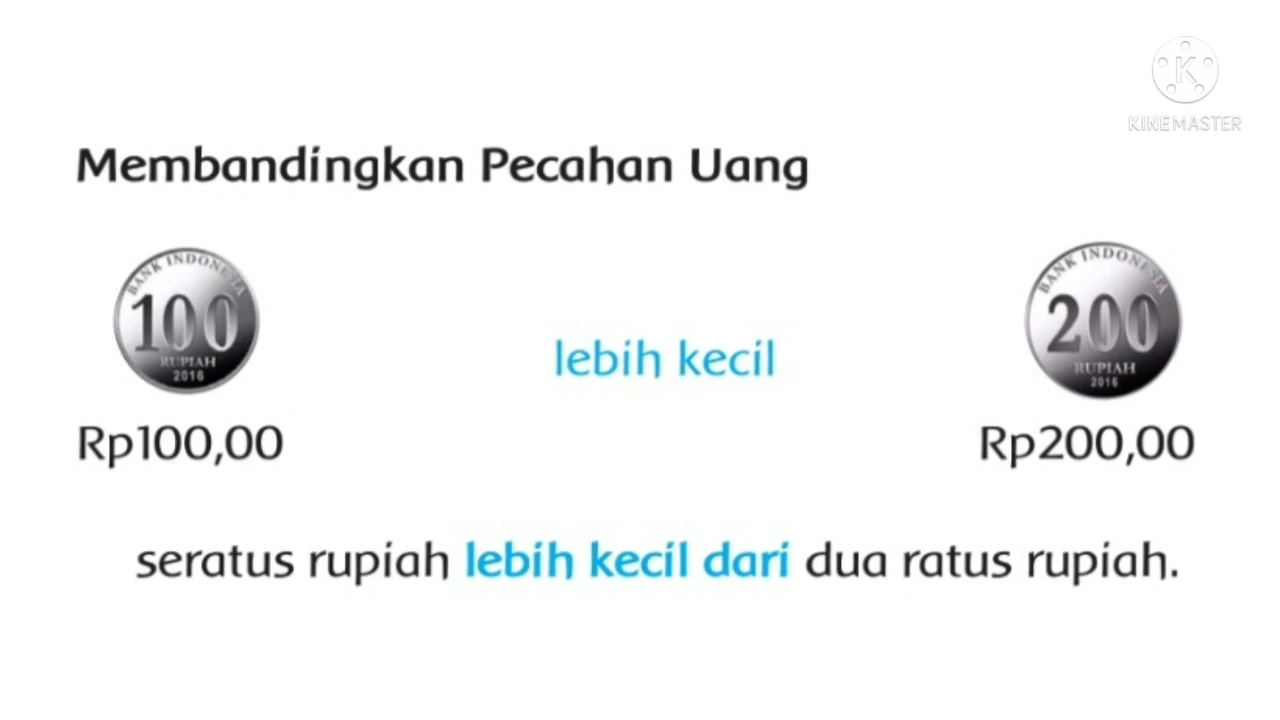 KINEMASTER
Membandingkan Pecahan Uang
BANK INDONESIA
100
RUPIAH
2016
lebih kecil
BANK INDONESIA
200
RUPIAH
2016
Rp100,00
Rp200,00
seratus rupiah lebih kecil dari dua ratus rupiah.